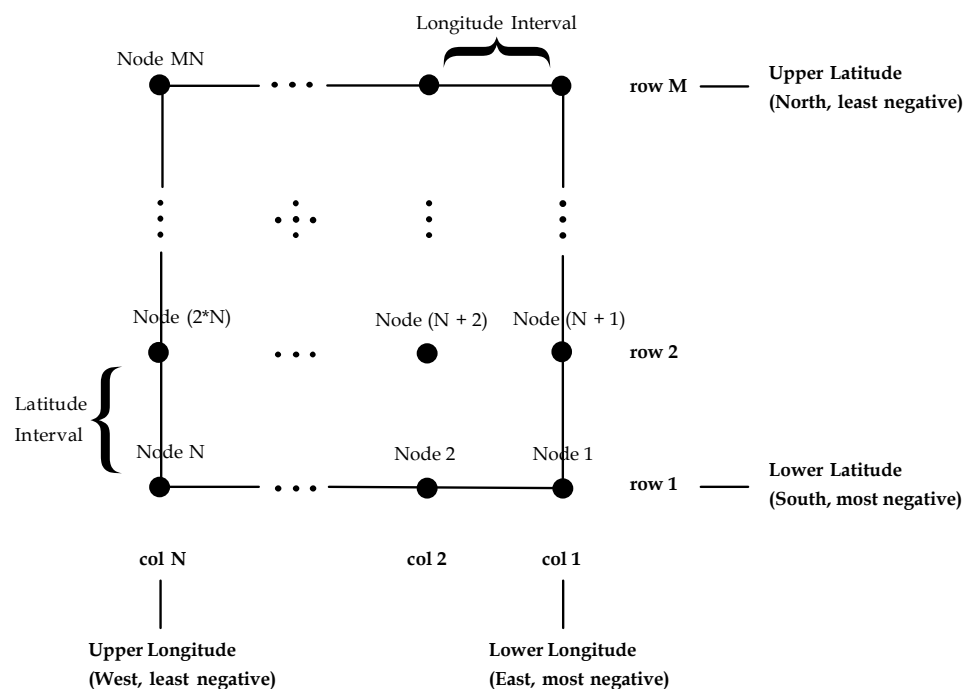 Longitude Interval
Node MN
row M
Upper Latitude
(North, least negative)
Node (2*N)
Node (N + 2)
Node (N + 1)
row 2
Latitude
Interval
Node N
Node 2
Node 1
row 1
Lower Latitude
(South, most negative)
col N
col 2
col 1
Upper Longitude
(West, least negative)
Lower Longitude
(East, most negative)